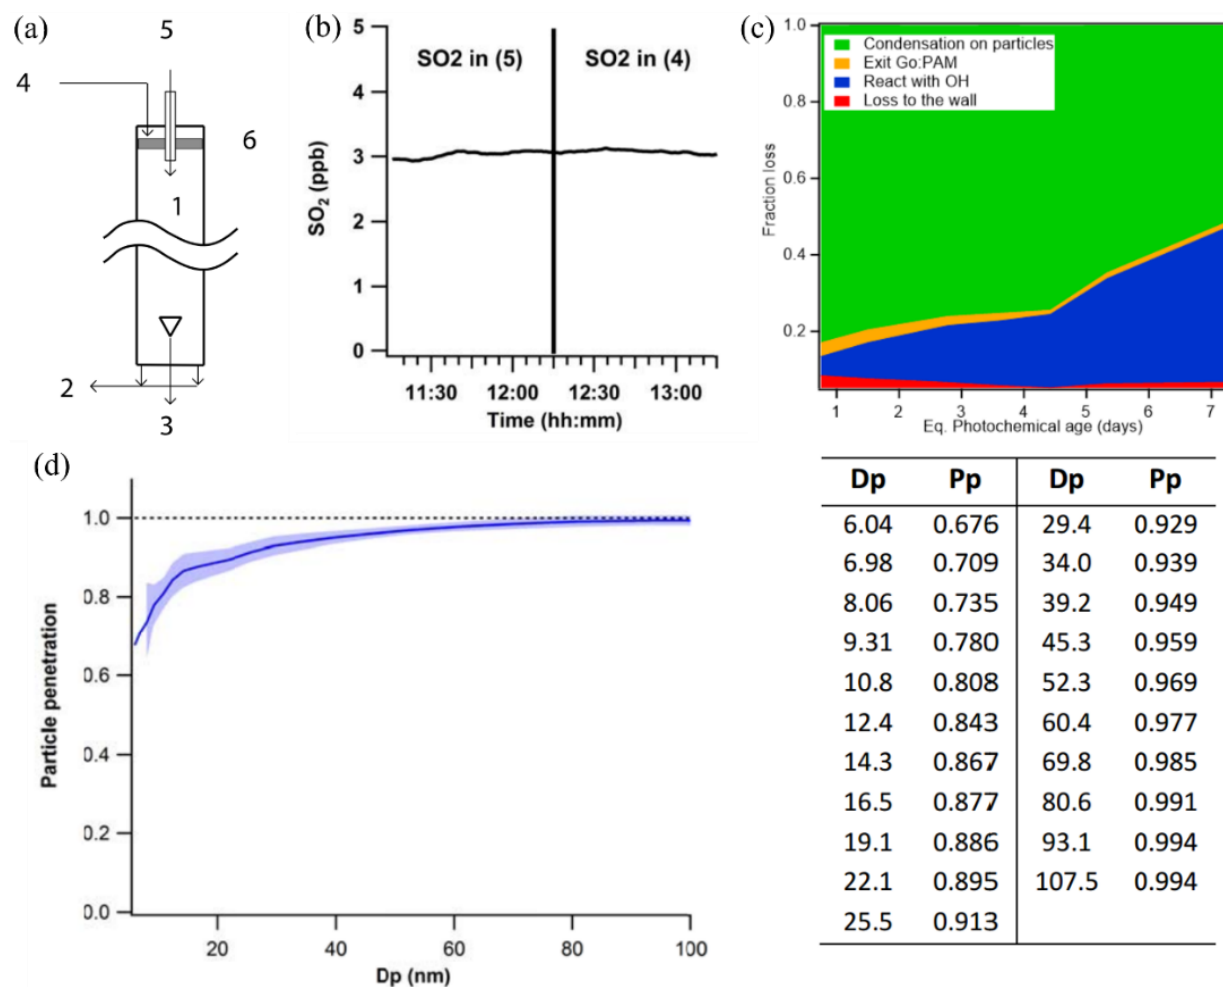 (a)
5
4
6
1
2
3
(b)
5
4
3
2
1
0
SO2 in (5)
SO2 in (4)
SO₂ (ppb)
11:30 12:00 12:30 13:00
Time (hh:mm)
(c)
1.0
0.8
0.6
0.4
0.2
Fraction loss
Condensation on particles
Exit Go:PAM
React with OH
Loss to the wall
1 2 3 4 5 6 7
Eq. Photochemical age (days)
(d)
1.0
0.8
0.6
0.4
0.2
0.0
Particle penetration
20 40 60 80 100
Dp (nm)
Dp Pp Dp Pp
6.04 0.676 29.4 0.929
6.98 0.709 34.0 0.939
8.06 0.735 39.2 0.949
9.31 0.780 45.3 0.959
10.8 0.808 52.3 0.969
12.4 0.843 60.4 0.977
14.3 0.867 69.8 0.985
16.5 0.877 80.6 0.991
19.1 0.886 93.1 0.994
22.1 0.895 107.5 0.994
25.5 0.913